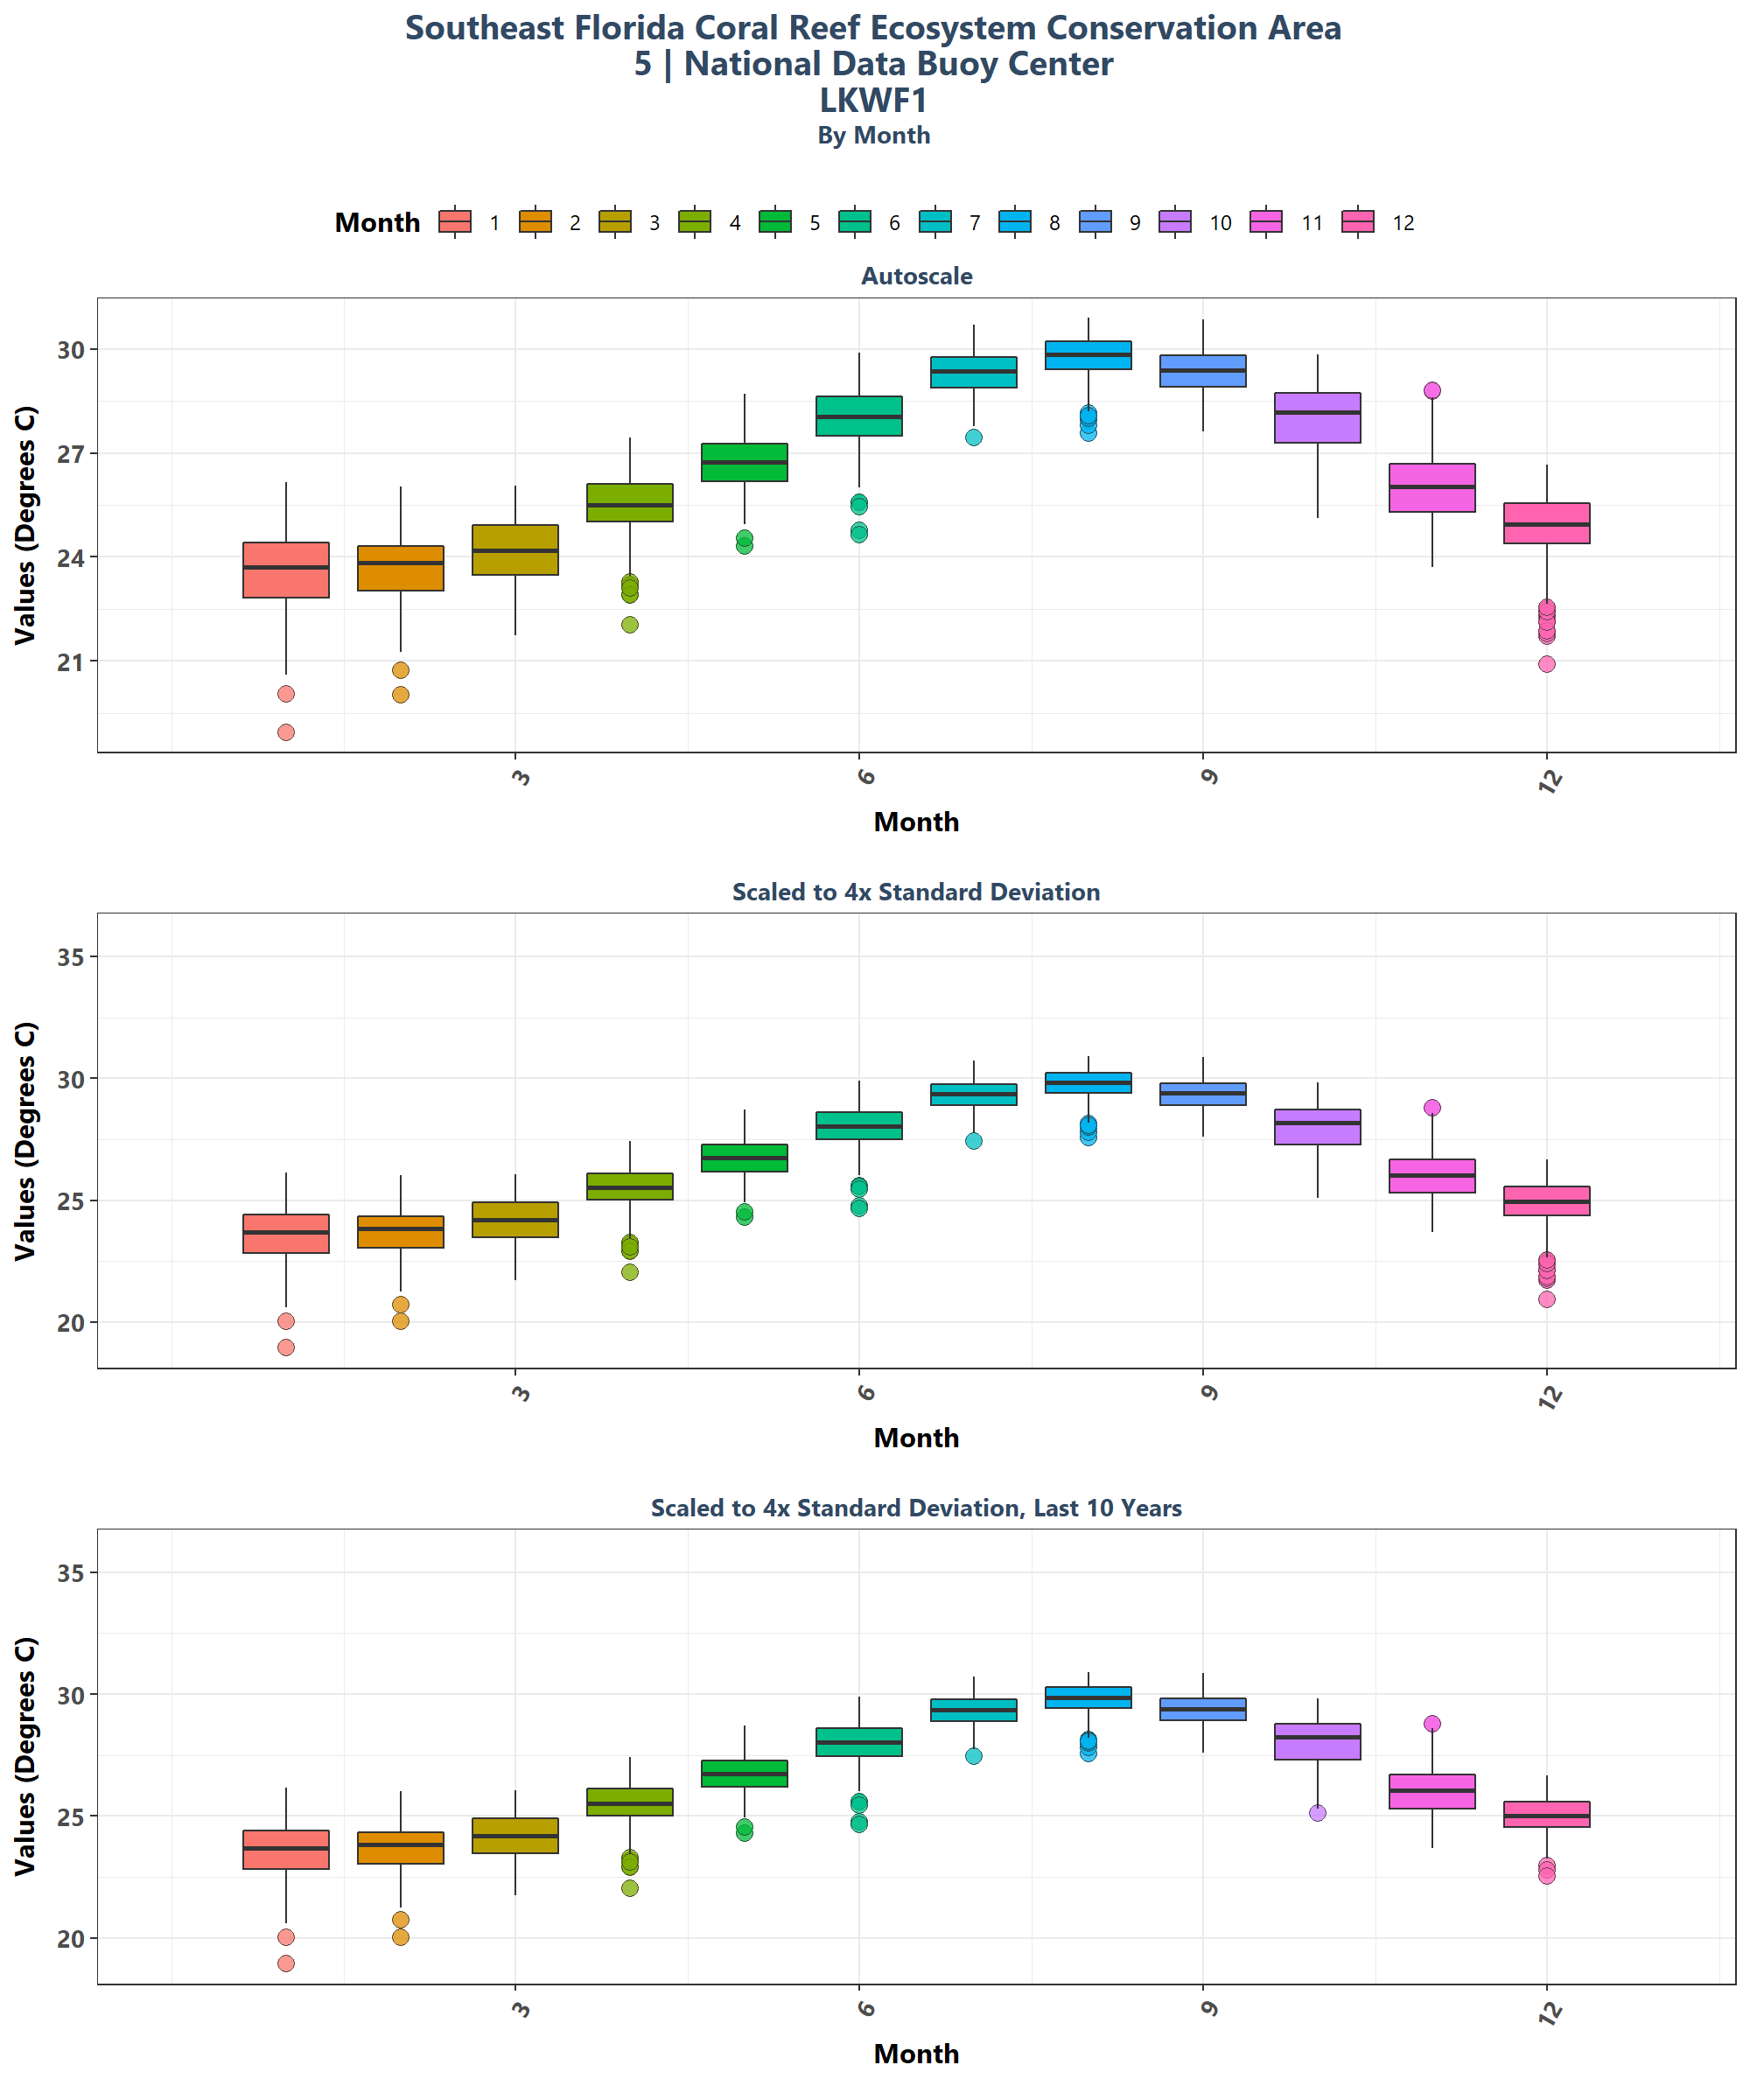 Southeast Florida Coral Reef Ecosystem Conservation Area
5 | National Data Buoy Center
LKWF1
By Month
Month 1 2 3 4 5 6 7 8 9 10 11 12
Autoscale
Values (Degrees C)
30
27
24
21
3 6 9 12
Month
Scaled to 4x Standard Deviation
Values (Degrees C)
35
30
25
20
3 6 9 12
Month
Scaled to 4x Standard Deviation, Last 10 Years
Values (Degrees C)
35
30
25
20
3 6 9 12
Month